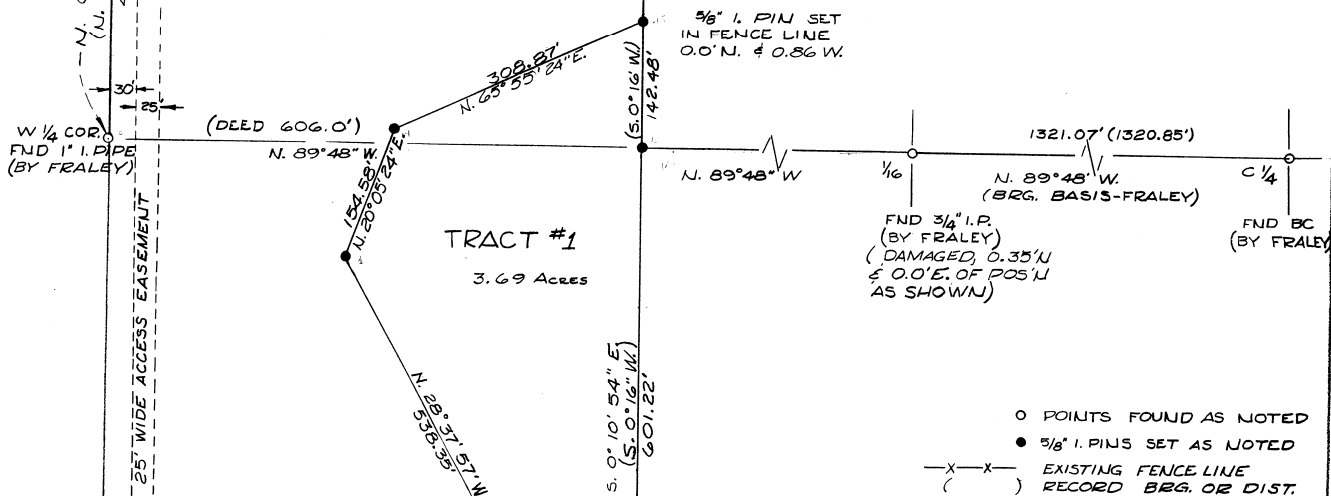 5/8" I. PIN SET
IN FENCE LINE
0.0' N. & 0.86 W.
308.87'
N. 65°55'24"E.
(S. 0°16' W.)
142.48'
30'
25'
W 1/4 COR.
FND 1" I. PIPE
(BY FRALEY)
(DEED 606.0')
N. 89°48" W.
154.58'
N. 20°05'24"E.
N. 89°48" W
1/16
1321.07' (1320.85')
N. 89°48' W.
(BRG. BASIS-FRALEY)
C 1/4
FND 3/4" I.P.
(BY FRALEY)
( DAMAGED, 0.35'N
& 0.0'E. OF POS'N
AS SHOWN)
FND BC
(BY FRALEY)
TRACT #1
3.69 ACRES
25' WIDE ACCESS EASEMENT
N. 28°37'57" W
538.35'
S. 0°10'54" E.
(S. 0°16" W.)
601.22'
POINTS FOUND AS NOTED
5/8" I. PINS SET AS NOTED
—X—X— EXISTING FENCE LINE
( ) RECORD BRG. OR DIST.